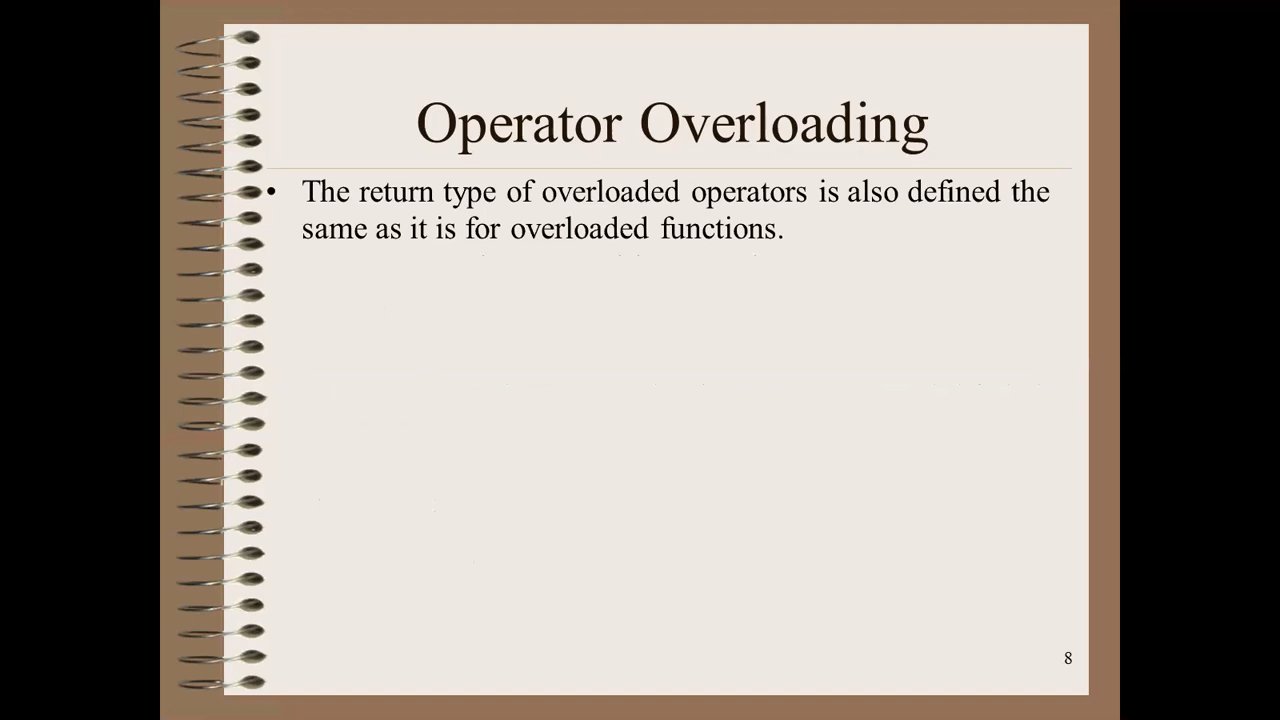 Operator Overloading
• The return type of overloaded operators is also defined the
same as it is for overloaded functions.
8